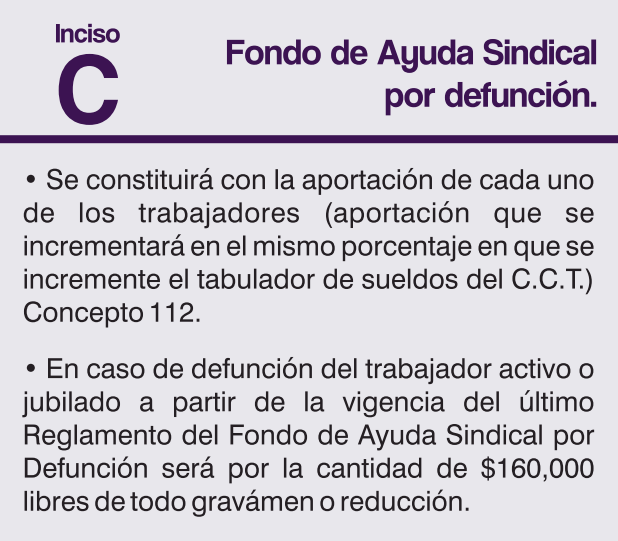 Inciso
C
Fondo de Ayuda Sindical
por defunción.
• Se constituirá con la aportación de cada uno
de los trabajadores (aportación que se
incrementará en el mismo porcentaje en que se
incremente el tabulador de sueldos del C.C.T.)
Concepto 112.
• En caso de defunción del trabajador activo o
jubilado a partir de la vigencia del último
Reglamento del Fondo de Ayuda Sindical por
Defunción será por la cantidad de $160,000
libres de todo gravámen o reducción.